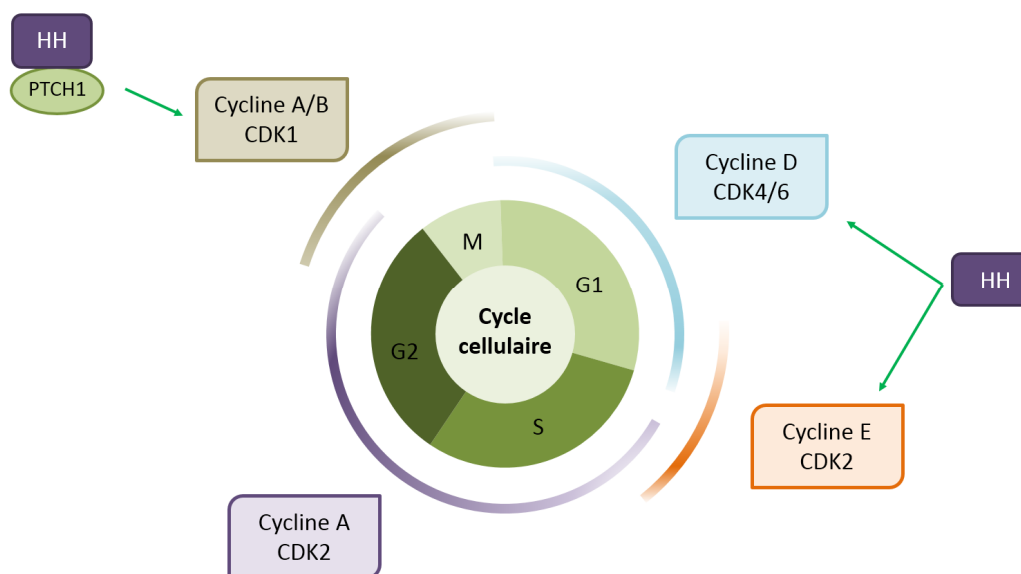 HH
PTCH1
Cycline A/B
CDK1
Cycline D
CDK4/6
M
G1
HH
Cycle
cellulaire
G2
S
Cycline E
CDK2
Cycline A
CDK2